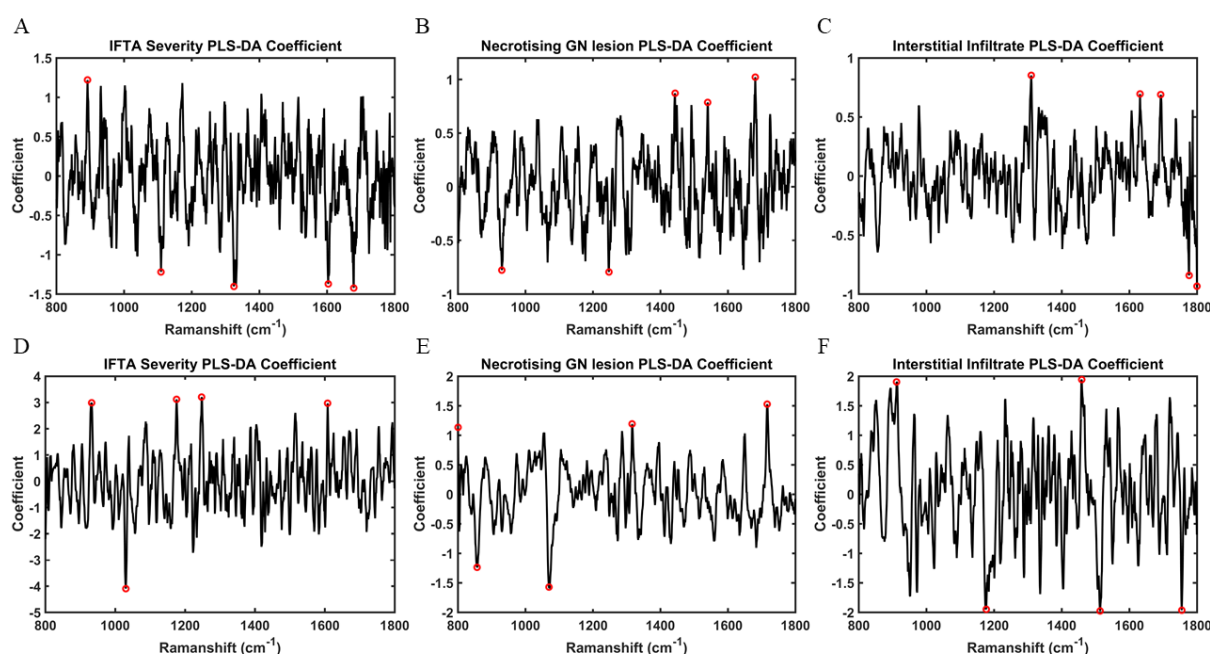 A
IFTA Severity PLS-DA Coefficient
1.5
1
0.5
0
-0.5
-1
-1.5
Coefficient
800 1000 1200 1400 1600 1800
Ramanshift (cm⁻¹)
B
Necrotising GN lesion PLS-DA Coefficient
1
0.5
0
-0.5
-1
Coefficient
800 1000 1200 1400 1600 1800
Ramanshift (cm⁻¹)
C
Interstitial Infiltrate PLS-DA Coefficient
1
0.5
0
-0.5
-1
Coefficient
800 1000 1200 1400 1600 1800
Ramanshift (cm⁻¹)
D
IFTA Severity PLS-DA Coefficient
4
3
2
1
0
-1
-2
-3
-4
-5
Coefficient
800 1000 1200 1400 1600 1800
Ramanshift (cm⁻¹)
E
Necrotising GN lesion PLS-DA Coefficient
2
1.5
1
0.5
0
-0.5
-1
-1.5
-2
Coefficient
800 1000 1200 1400 1600 1800
Ramanshift (cm⁻¹)
F
Interstitial Infiltrate PLS-DA Coefficient
2
1.5
1
0.5
0
-0.5
-1
-1.5
-2
Coefficient
800 1000 1200 1400 1600 1800
Ramanshift (cm⁻¹)